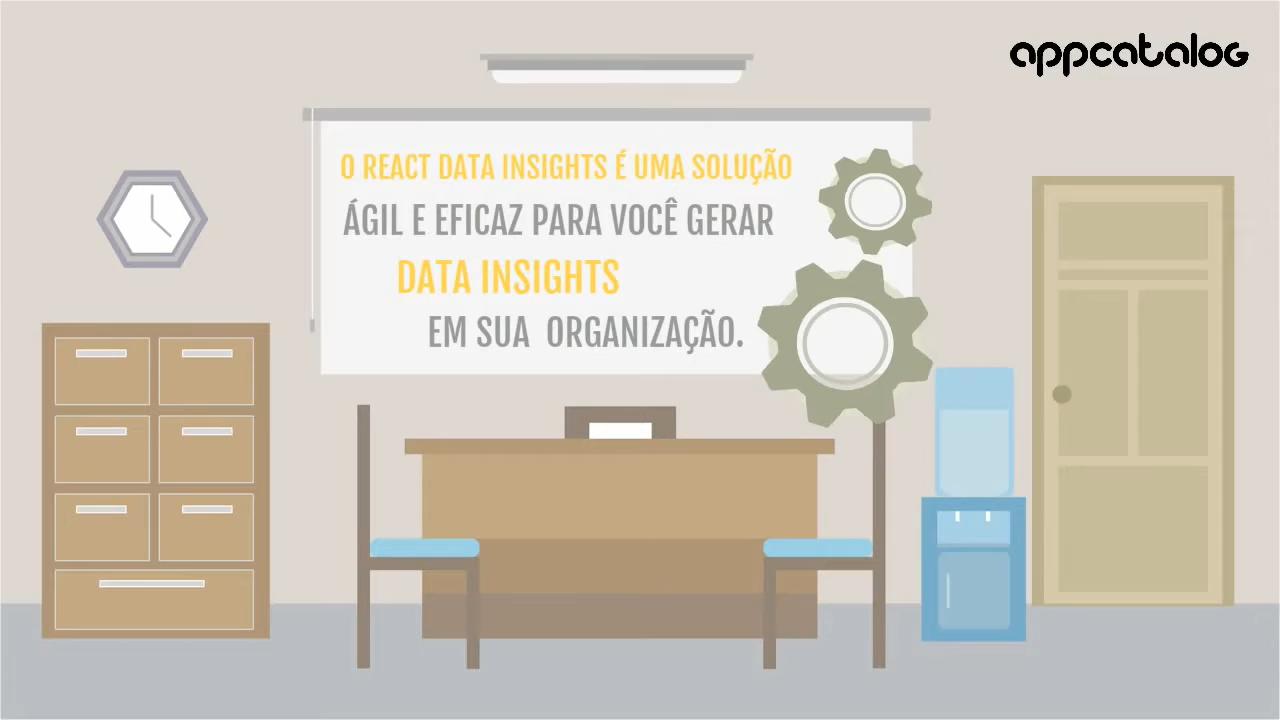 appcatalog
O REACT DATA INSIGHTS É UMA SOLUÇÃO
ÁGIL E EFICAZ PARA VOCÊ GERAR
DATA INSIGHTS
EM SUA ORGANIZAÇÃO.